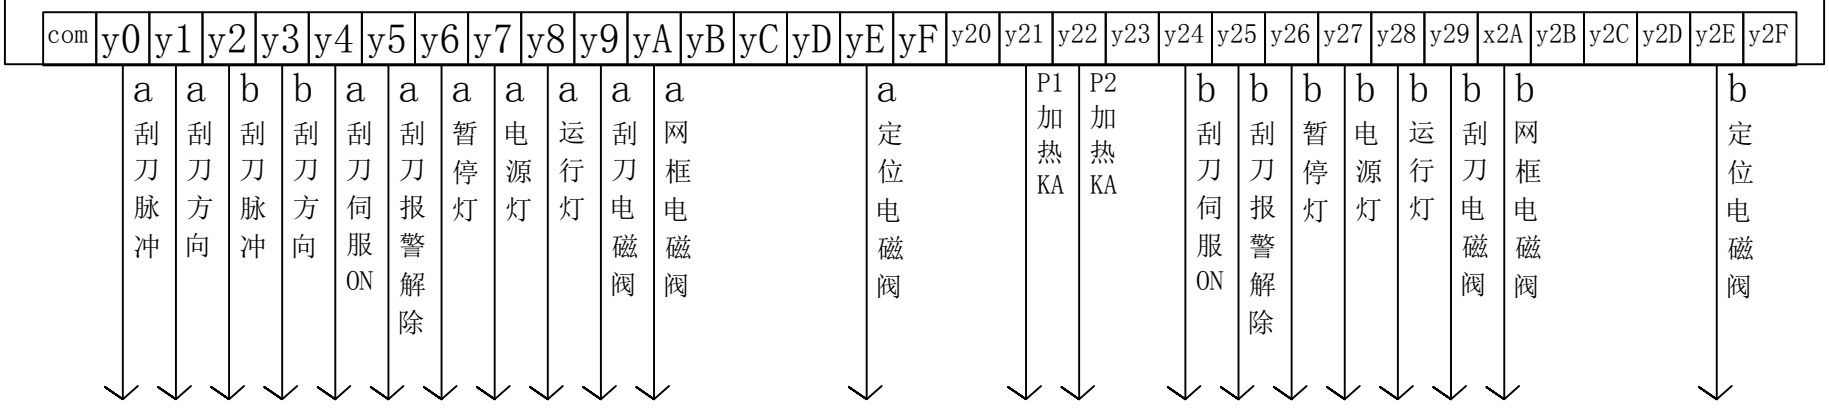 com y0 y1 y2 y3 y4 y5 y6 y7 y8 y9 yA yB yC yD yE yF y20 y21 y22 y23 y24 y25 y26 y27 y28 y29 x2A y2B y2C y2D y2E y2F
a刮刀脉冲
a刮刀方向
b刮刀脉冲
b刮刀方向
a刮刀伺服ON
a刮刀报警解除
a暂停灯
a电源灯
a运行灯
a刮刀电磁阀
a网框电磁阀
a定位电磁阀
P1加热KA
P2加热KA
b刮刀伺服ON
b刮刀报警解除
b暂停灯
b电源灯
b运行灯
b刮刀电磁阀
b网框电磁阀
b定位电磁阀